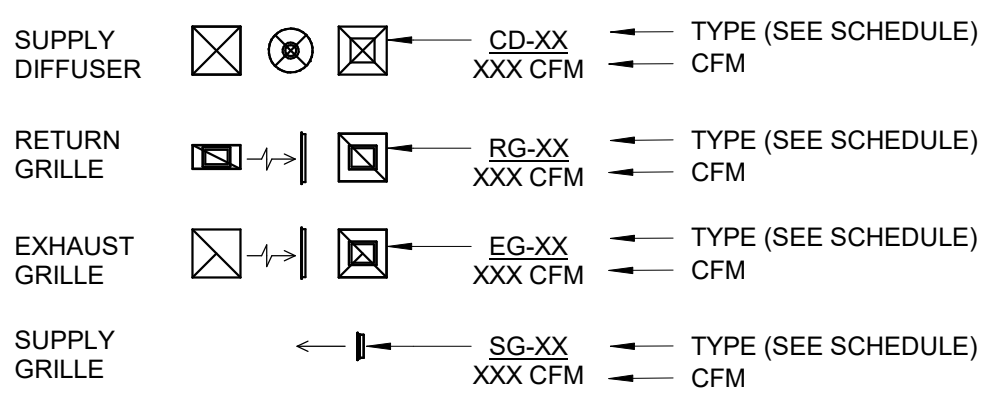 SUPPLY DIFFUSER
CD-XX
XXX CFM
TYPE (SEE SCHEDULE)
CFM
RETURN GRILLE
RG-XX
XXX CFM
TYPE (SEE SCHEDULE)
CFM
EXHAUST GRILLE
EG-XX
XXX CFM
TYPE (SEE SCHEDULE)
CFM
SUPPLY GRILLE
SG-XX
XXX CFM
TYPE (SEE SCHEDULE)
CFM